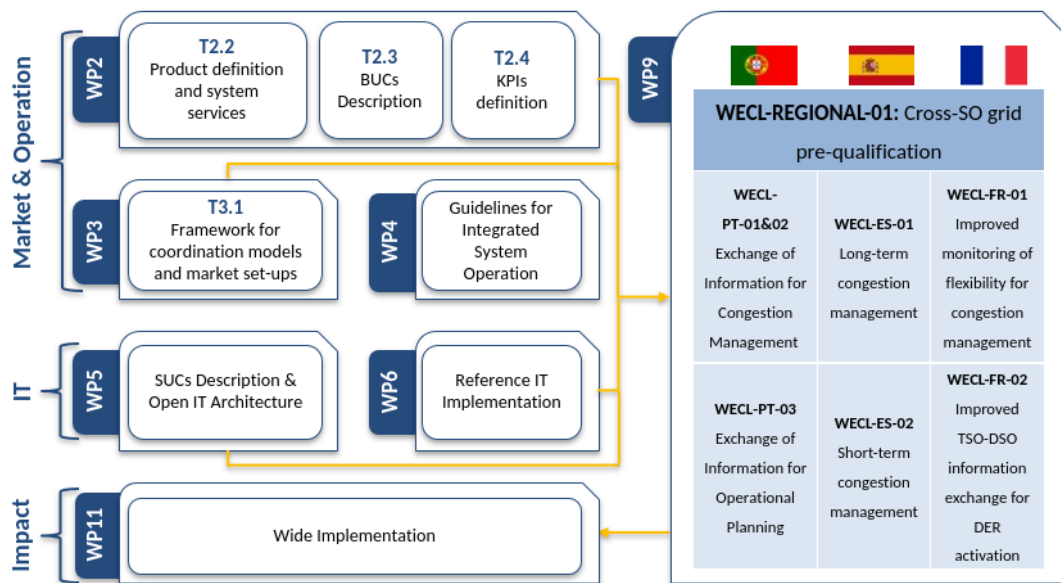 Market & Operation
WP2
T2.2
Product definition
and system
services
T2.3
BUCs
Description
T2.4
KPIs
definition
WP3
T3.1
Framework for
coordination models
and market set-ups
WP4
Guidelines for
Integrated
System
Operation
IT
WP5
SUCs Description &
Open IT Architecture
WP6
Reference IT
Implementation
Impact
WP11
Wide Implementation
WP9
WECL-REGIONAL-01: Cross-SO grid
pre-qualification
WECL-
PT-01&02
Exchange of
Information for
Congestion
Management
WECL-ES-01
Long-term
congestion
management
WECL-FR-01
Improved
monitoring of
flexibility for
congestion
management
WECL-PT-03
Exchange of
Information for
Operational
Planning
WECL-ES-02
Short-term
congestion
management
WECL-FR-02
Improved
TSO-DSO
information
exchange for
DER
activation